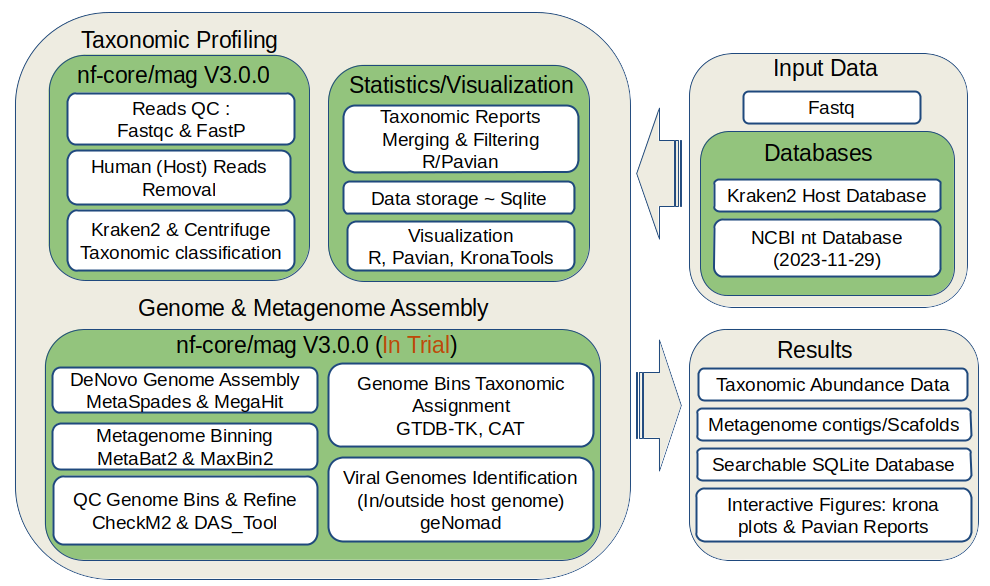 Taxonomic Profiling
nf-core/mag V3.0.0
Reads QC :
Fastqc & FastP
Human (Host) Reads
Removal
Kraken2 & Centrifuge
Taxonomic classification
Statistics/Visualization
Taxonomic Reports
Merging & Filtering
R/Pavian
Data storage ~ Sqlite
Visualization
R, Pavian, KronaTools
Genome & Metagenome Assembly
nf-core/mag V3.0.0 (In Trial)
DeNovo Genome Assembly
MetaSpades & MegaHit
Metagenome Binning
MetaBat2 & MaxBin2
QC Genome Bins & Refine
CheckM2 & DAS_Tool
Genome Bins Taxonomic
Assignment
GTDB-TK, CAT
Viral Genomes Identification
(In/outside host genome)
geNomad
Input Data
Fastq
Databases
Kraken2 Host Database
NCBI nt Database
(2023-11-29)
Results
Taxonomic Abundance Data
Metagenome contigs/Scafolds
Searchable SQLite Database
Interactive Figures: krona
plots & Pavian Reports